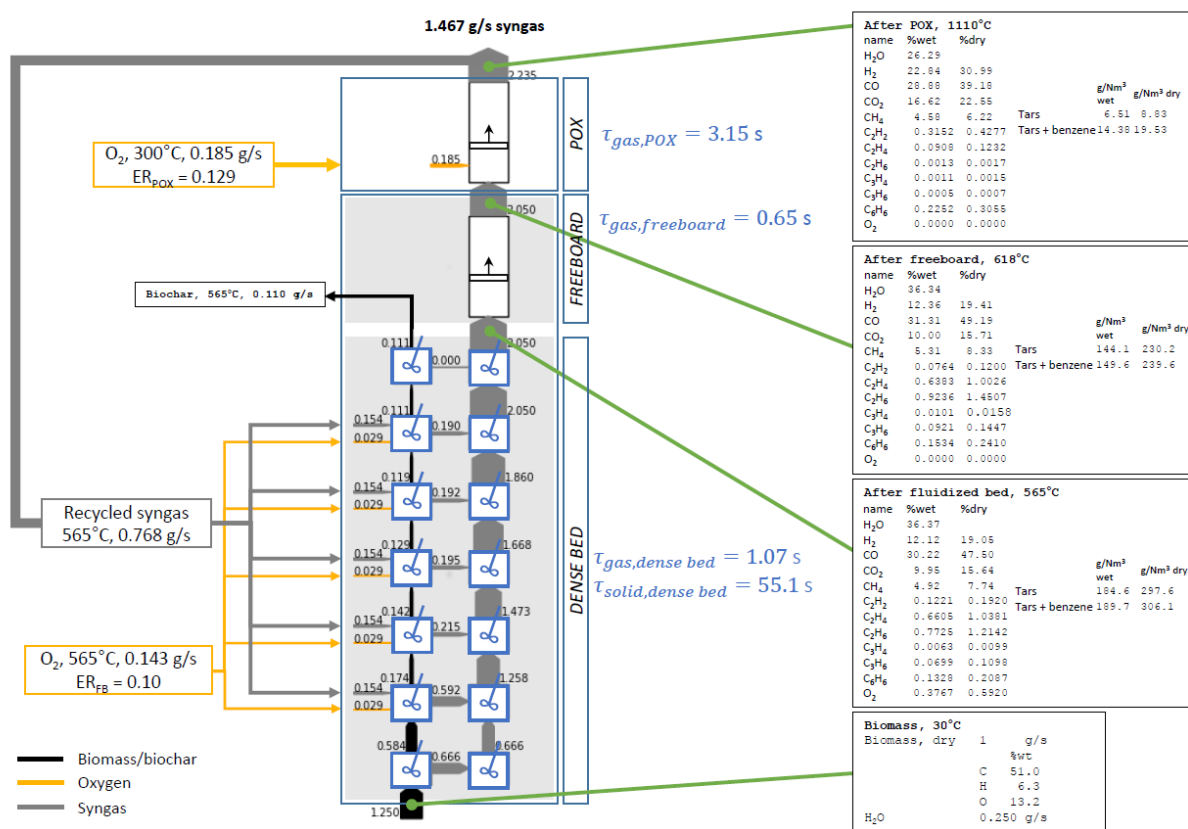 1.467 g/s syngas
2.235
POX
τgas,POX = 3.15 s
O₂, 300°C, 0.185 g/s
ERPOX = 0.129
0.185
2.050
FREEBOARD
τgas,freeboard = 0.65 s
Biochar, 565°C, 0.110 g/s
DENSE BED
τgas,dense bed = 1.07 s
τsolid,dense bed = 55.1 s
0.111
0.000
2.050
0.154
0.029
0.111
0.190
2.050
0.154
0.029
0.119
0.192
1.860
0.154
0.029
0.129
0.195
1.668
0.154
0.029
0.142
0.215
1.473
0.154
0.029
0.174
0.592
1.258
0.584
0.666
0.666
1.250
Recycled syngas
565°C, 0.768 g/s
O₂, 565°C, 0.143 g/s
ERFB = 0.10
Biomass/biochar
Oxygen
Syngas
After POX, 1110°C
name %wet %dry
H₂O 26.29
H₂ 22.84 30.99
CO 28.88 39.18
CO₂ 16.62 22.55
CH₄ 4.58 6.22
C₂H₂ 0.3152 0.4277
C₂H₄ 0.0908 0.1232
C₂H₆ 0.0013 0.0017
C₃H₄ 0.0011 0.0015
C₃H₆ 0.0005 0.0007
C₆H₆ 0.2252 0.3055
O₂ 0.0000 0.0000
g/Nm³ wet g/Nm³ dry
Tars 6.51 8.83
Tars + benzene 14.38 19.53
After freeboard, 618°C
name %wet %dry
H₂O 36.34
H₂ 12.36 19.41
CO 31.31 49.19
CO₂ 10.00 15.71
CH₄ 5.31 8.33
C₂H₂ 0.0764 0.1200
C₂H₄ 0.6383 1.0026
C₂H₆ 0.9236 1.4507
C₃H₄ 0.0101 0.0158
C₃H₆ 0.0921 0.1447
C₆H₆ 0.1534 0.2410
O₂ 0.0000 0.0000
g/Nm³ wet g/Nm³ dry
Tars 144.1 230.2
Tars + benzene 149.6 239.6
After fluidized bed, 565°C
name %wet %dry
H₂O 36.37
H₂ 12.12 19.05
CO 30.22 47.50
CO₂ 9.95 15.64
CH₄ 4.92 7.74
C₂H₂ 0.1221 0.1920
C₂H₄ 0.6605 1.0381
C₂H₆ 0.7725 1.2142
C₃H₄ 0.0063 0.0099
C₃H₆ 0.0699 0.1098
C₆H₆ 0.1328 0.2087
O₂ 0.3767 0.5920
g/Nm³ wet g/Nm³ dry
Tars 184.6 297.6
Tars + benzene 189.7 306.1
Biomass, 30°C
Biomass, dry 1 g/s
%wt
C 51.0
H 6.3
O 13.2
H₂O 0.250 g/s